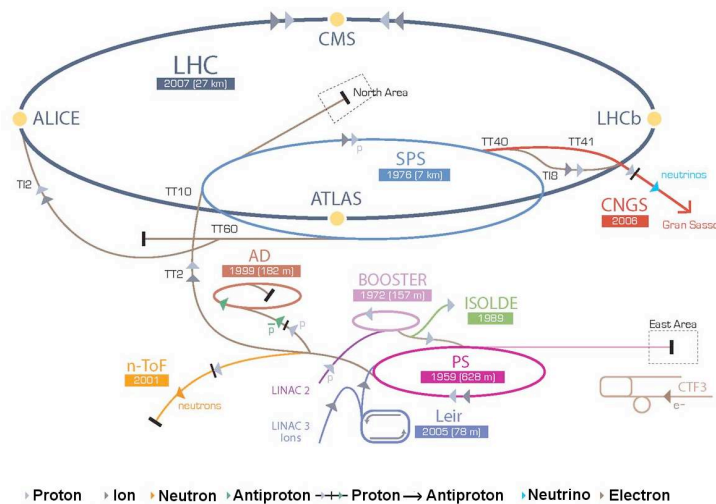 CMS
LHC
2007 (27 km)
North Area
ALICE
LHCb
TT40
TT41
SPS
1976 (7 km)
TI8
neutrinos
TI2
TT10
ATLAS
CNGS
2006
Gran Sasso
TT60
AD
1999 (182 m)
TT2
BOOSTER
1972 (157 m)
ISOLDE
1989
East Area
p
p
p̅
p
n-ToF
2001
PS
1959 (628 m)
LINAC 2
neutrons
CTF3
e-
LINAC 3
Ions
Leir
2005 (78 m)
Proton Ion Neutron Antiproton Proton Antiproton Neutrino Electron